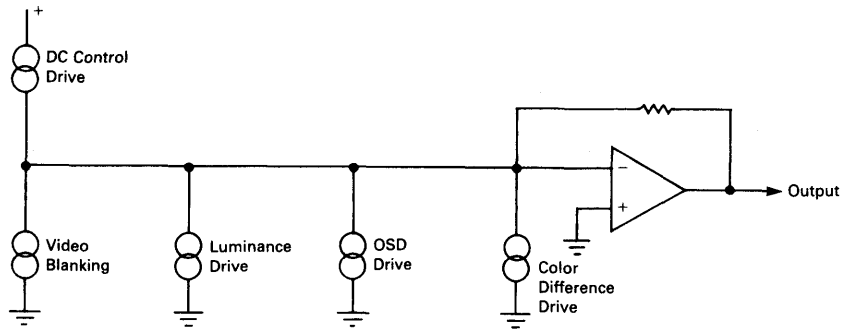 +
DC Control
Drive
−
+
Output
Video
Blanking
Luminance
Drive
OSD
Drive
Color
Difference
Drive